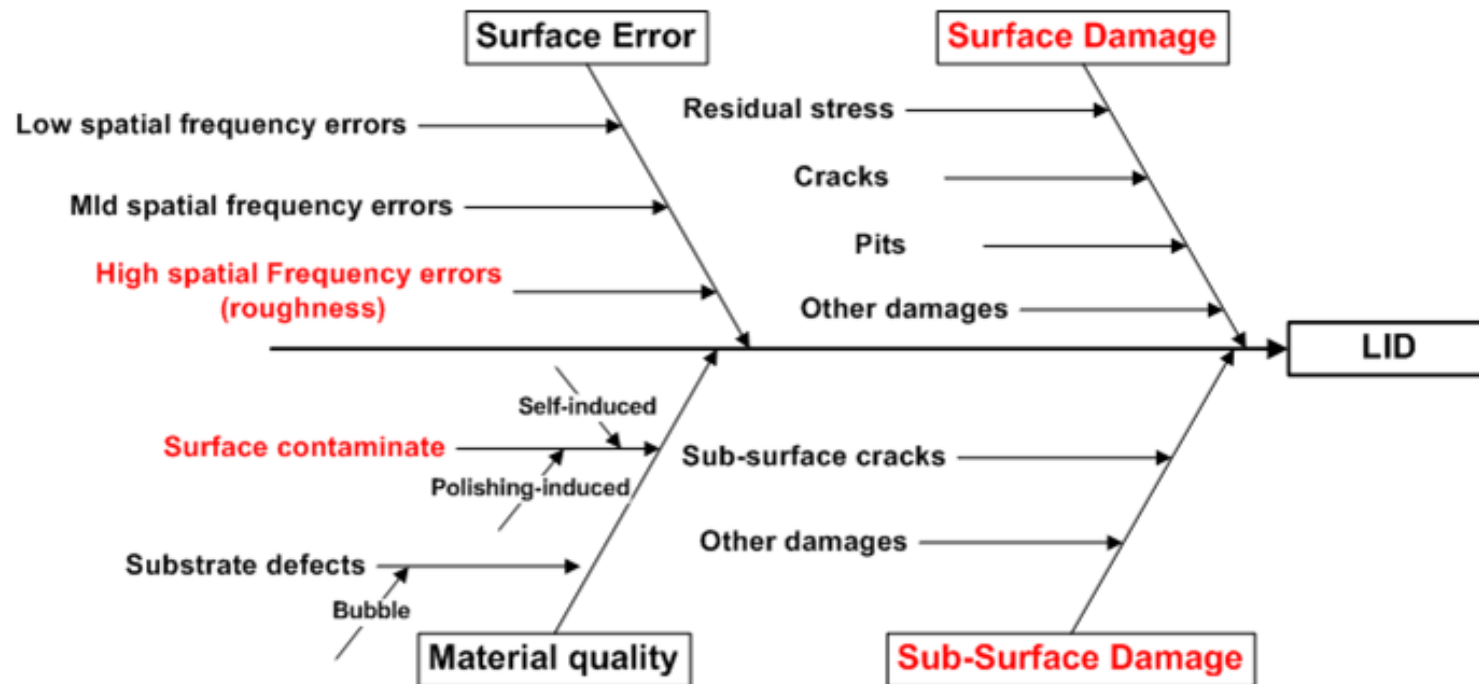 Surface Error
Surface Damage
Low spatial frequency errors
MId spatial frequency errors
High spatial Frequency errors
(roughness)
Residual stress
Cracks
Pits
Other damages
LID
Self-induced
Surface contaminate
Polishing-induced
Substrate defects
Bubble
Material quality
Sub-surface cracks
Other damages
Sub-Surface Damage